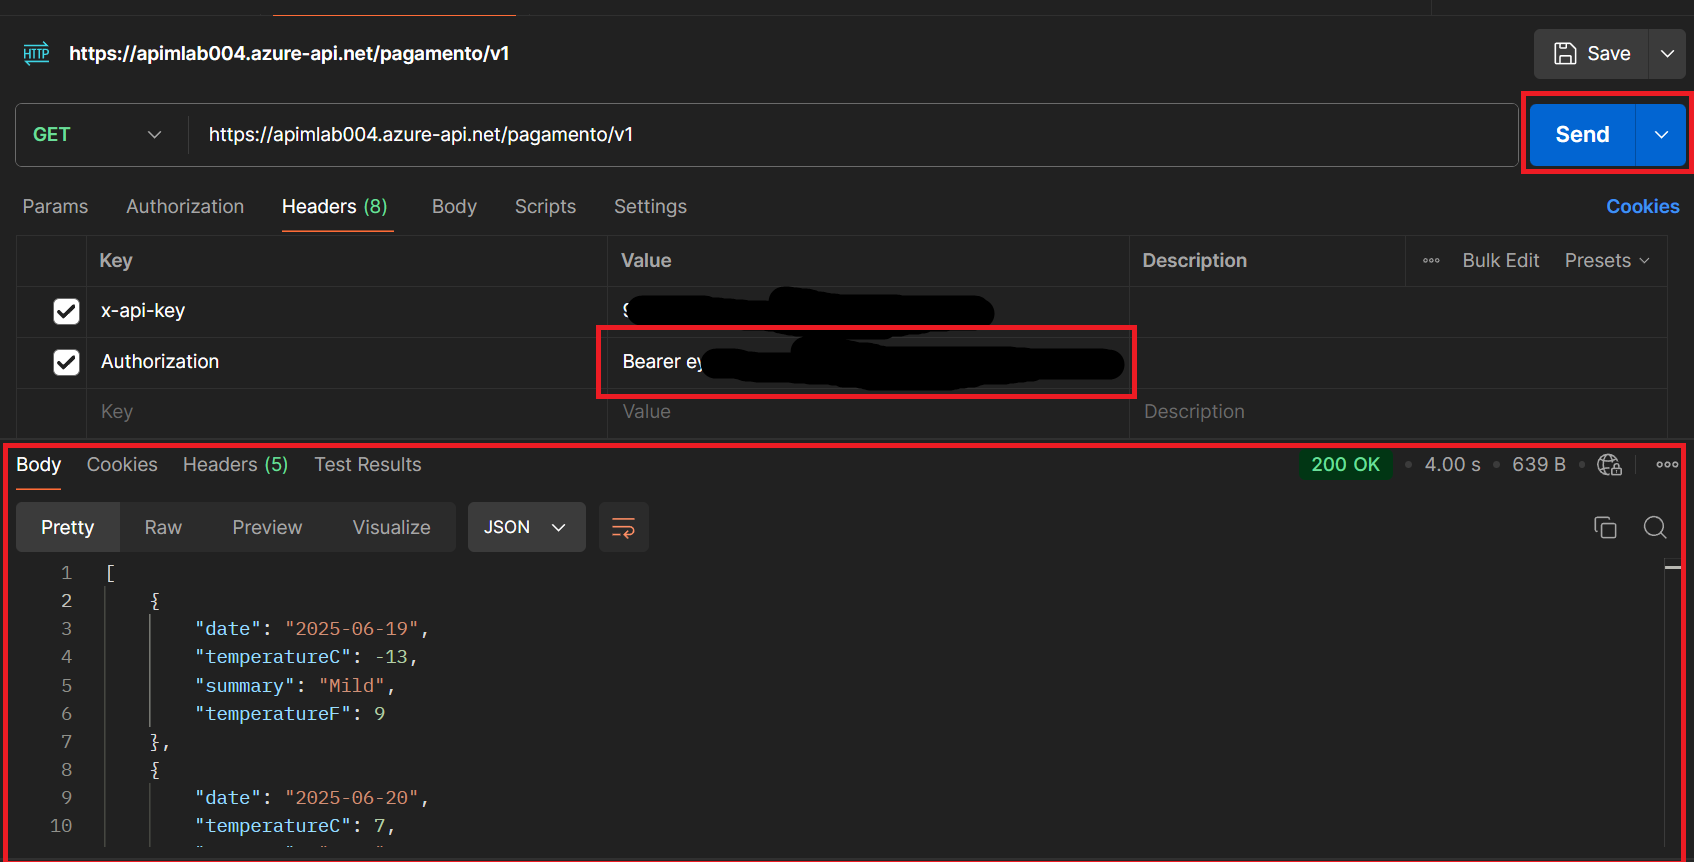 HTTP https://apimlab004.azure-api.net/pagamento/v1
Save
GET https://apimlab004.azure-api.net/pagamento/v1
Send
Params Authorization Headers (8) Body Scripts Settings Cookies
Key Value Description Bulk Edit Presets
x-api-key
Authorization Bearer ey
Key Value Description
Body Cookies Headers (5) Test Results 200 OK 4.00 s 639 B
Pretty Raw Preview Visualize JSON
1 [
2 {
3 "date": "2025-06-19",
4 "temperatureC": -13,
5 "summary": "Mild",
6 "temperatureF": 9
7 },
8 {
9 "date": "2025-06-20",
10 "temperatureC": 7,